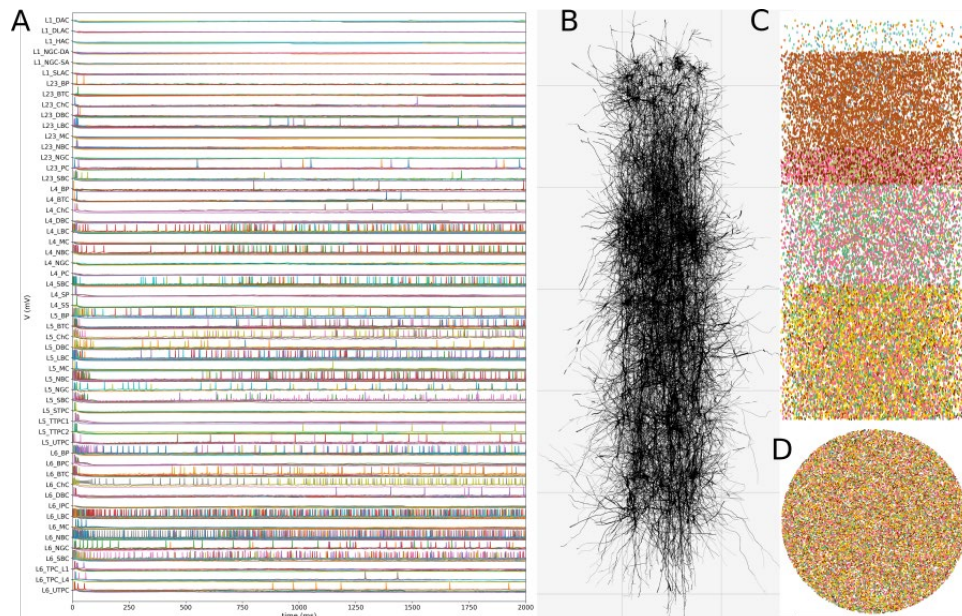 A
B
C
D
L1_DAC
L1_DLAC
L1_HAC
L1_NGC-DA
L1_NGC-SA
L1_SLAC
L23_BP
L23_BTC
L23_ChC
L23_DBC
L23_LBC
L23_MC
L23_NBC
L23_NGC
L23_PC
L23_SBC
L4_BP
L4_BTC
L4_ChC
L4_DBC
L4_LBC
L4_MC
L4_NBC
L4_NGC
L4_PC
L4_SBC
L4_SP
L4_SS
L5_BP
L5_BTC
L5_ChC
L5_DBC
L5_LBC
L5_MC
L5_NBC
L5_NGC
L5_SBC
L5_STPC
L5_TTPC1
L5_TTPC2
L5_UTPC
L6_BP
L6_BPC
L6_BTC
L6_ChC
L6_DBC
L6_IPC
L6_LBC
L6_MC
L6_NBC
L6_NGC
L6_SBC
L6_TPC_L1
L6_TPC_L4
L6_UTPC
V (mV)
0 250 500 750 1000 1250 1500 1750 2000